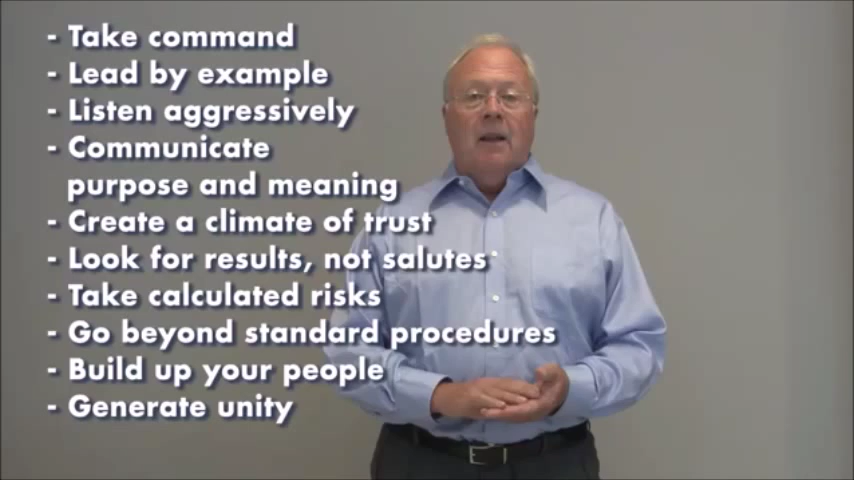 - Take command
- Lead by example
- Listen aggressively
- Communicate
purpose and meaning
- Create a climate of trust
- Look for results, not salutes
- Take calculated risks
- Go beyond standard procedures
- Build up your people
- Generate unity